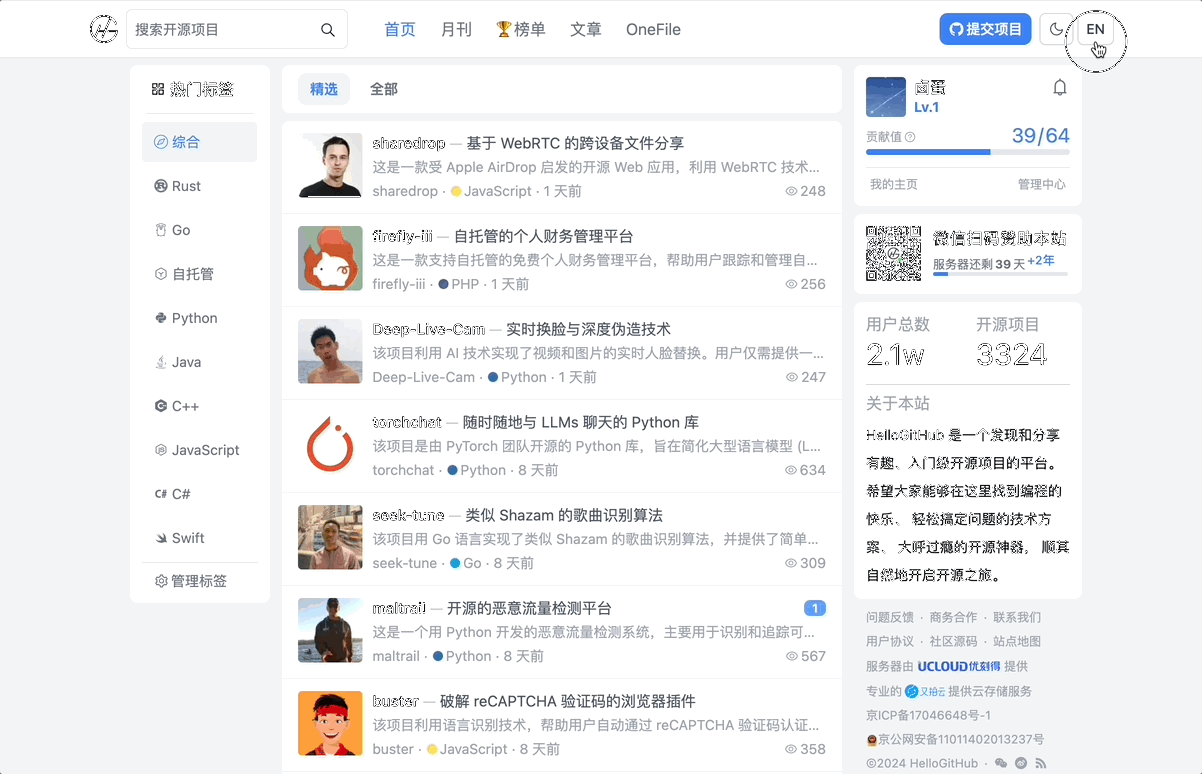 搜索开源项目
首页
月刊
🏆榜单
文章
OneFile
提交项目
EN
热门标签
综合
Rust
Go
自托管
Python
Java
C++
JavaScript
C# C#
Swift
管理标签
精选
全部
sharedrop — 基于 WebRTC 的跨设备文件分享
这是一款受 Apple AirDrop 启发的开源 Web 应用，利用 WebRTC 技术...
sharedrop · JavaScript · 1 天前
248
firefly-iii — 自托管的个人财务管理平台
这是一款支持自托管的免费个人财务管理平台，帮助用户跟踪和管理自...
firefly-iii · PHP · 1 天前
256
Deep-Live-Cam — 实时换脸与深度伪造技术
该项目利用 AI 技术实现了视频和图片的实时人脸替换。用户仅需提供一...
Deep-Live-Cam · Python · 1 天前
247
torchchat — 随时随地与 LLMs 聊天的 Python 库
该项目是由 PyTorch 团队开源的 Python 库，旨在简化大型语言模型 (L...
torchchat · Python · 8 天前
634
seek-tune — 类似 Shazam 的歌曲识别算法
该项目用 Go 语言实现了类似 Shazam 的歌曲识别算法，并提供了简单...
seek-tune · Go · 8 天前
309
maltrail — 开源的恶意流量检测平台
1
这是一个用 Python 开发的恶意流量检测系统，主要用于识别和追踪可...
maltrail · Python · 8 天前
567
buster — 破解 reCAPTCHA 验证码的浏览器插件
该项目利用语言识别技术，帮助用户自动通过 reCAPTCHA 验证码认证...
buster · JavaScript · 8 天前
358
卤蛋
Lv.1
贡献值
39/64
我的主页
管理中心
微信扫码赞助本站
服务器还剩 39 天 +2年
用户总数
开源项目
2.1w
3324
关于本站
HelloGitHub 是一个发现和分享
有趣、入门级开源项目的平台。
希望大家能够在这里找到编程的
快乐、 轻松搞定问题的技术方
案、 大呼过瘾的开源神器， 顺其
自然地开启开源之旅。
问题反馈 · 商务合作 · 联系我们
用户协议 · 社区源码 · 站点地图
服务器由 UCLOUD优刻得 提供
专业的 又拍云 提供云存储服务
京ICP备17046648号-1
京公网安备11011402013237号
©2024 HelloGitHub ·